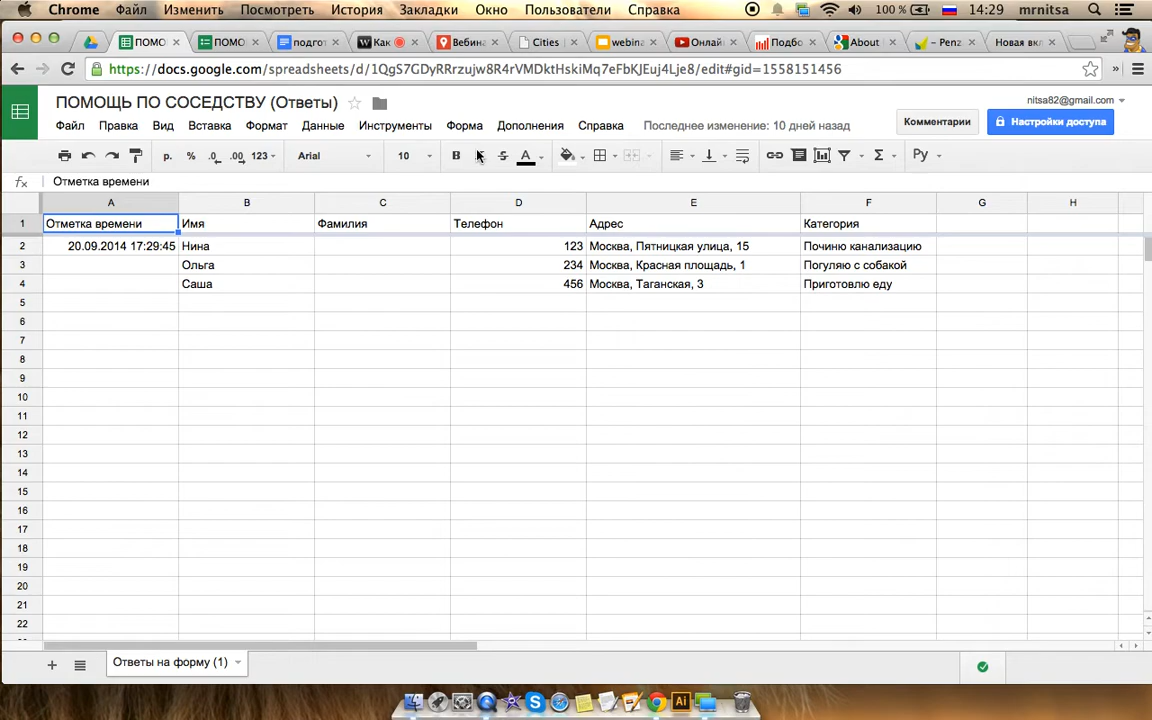 Chrome Файл Изменить Посмотреть История Закладки Окно Пользователи Справка 100 % 14:29 mrnitsa
ПОМО × ПОМО × подгот × Как × Вебина × Cities × webina × Онлай × Подбо × About × – Penz × Новая вкл ×
https://docs.google.com/spreadsheets/d/1QgS7GDyRRrzujw8R4rVMDktHskiMq7eFbKJEuj4Lje8/edit#gid=1558151456 »
ПОМОЩЬ ПО СОСЕДСТВУ (Ответы) nitsa82@gmail.com
Файл Правка Вид Вставка Формат Данные Инструменты Форма Дополнения Справка Последнее изменение: 10 дней назад Комментарии Настройки доступа
р. % .0 .00 123 Arial 10 B S A Σ Ру
fx Отметка времени
A B C D E F G H
1 Отметка времени Имя Фамилия Телефон Адрес Категория
2 20.09.2014 17:29:45 Нина 123 Москва, Пятницкая улица, 15 Починю канализацию
3 Ольга 234 Москва, Красная площадь, 1 Погуляю с собакой
4 Саша 456 Москва, Таганская, 3 Приготовлю еду
5
6
7
8
9
10
11
12
13
14
15
16
17
18
19
20
21
22
+ Ответы на форму (1)